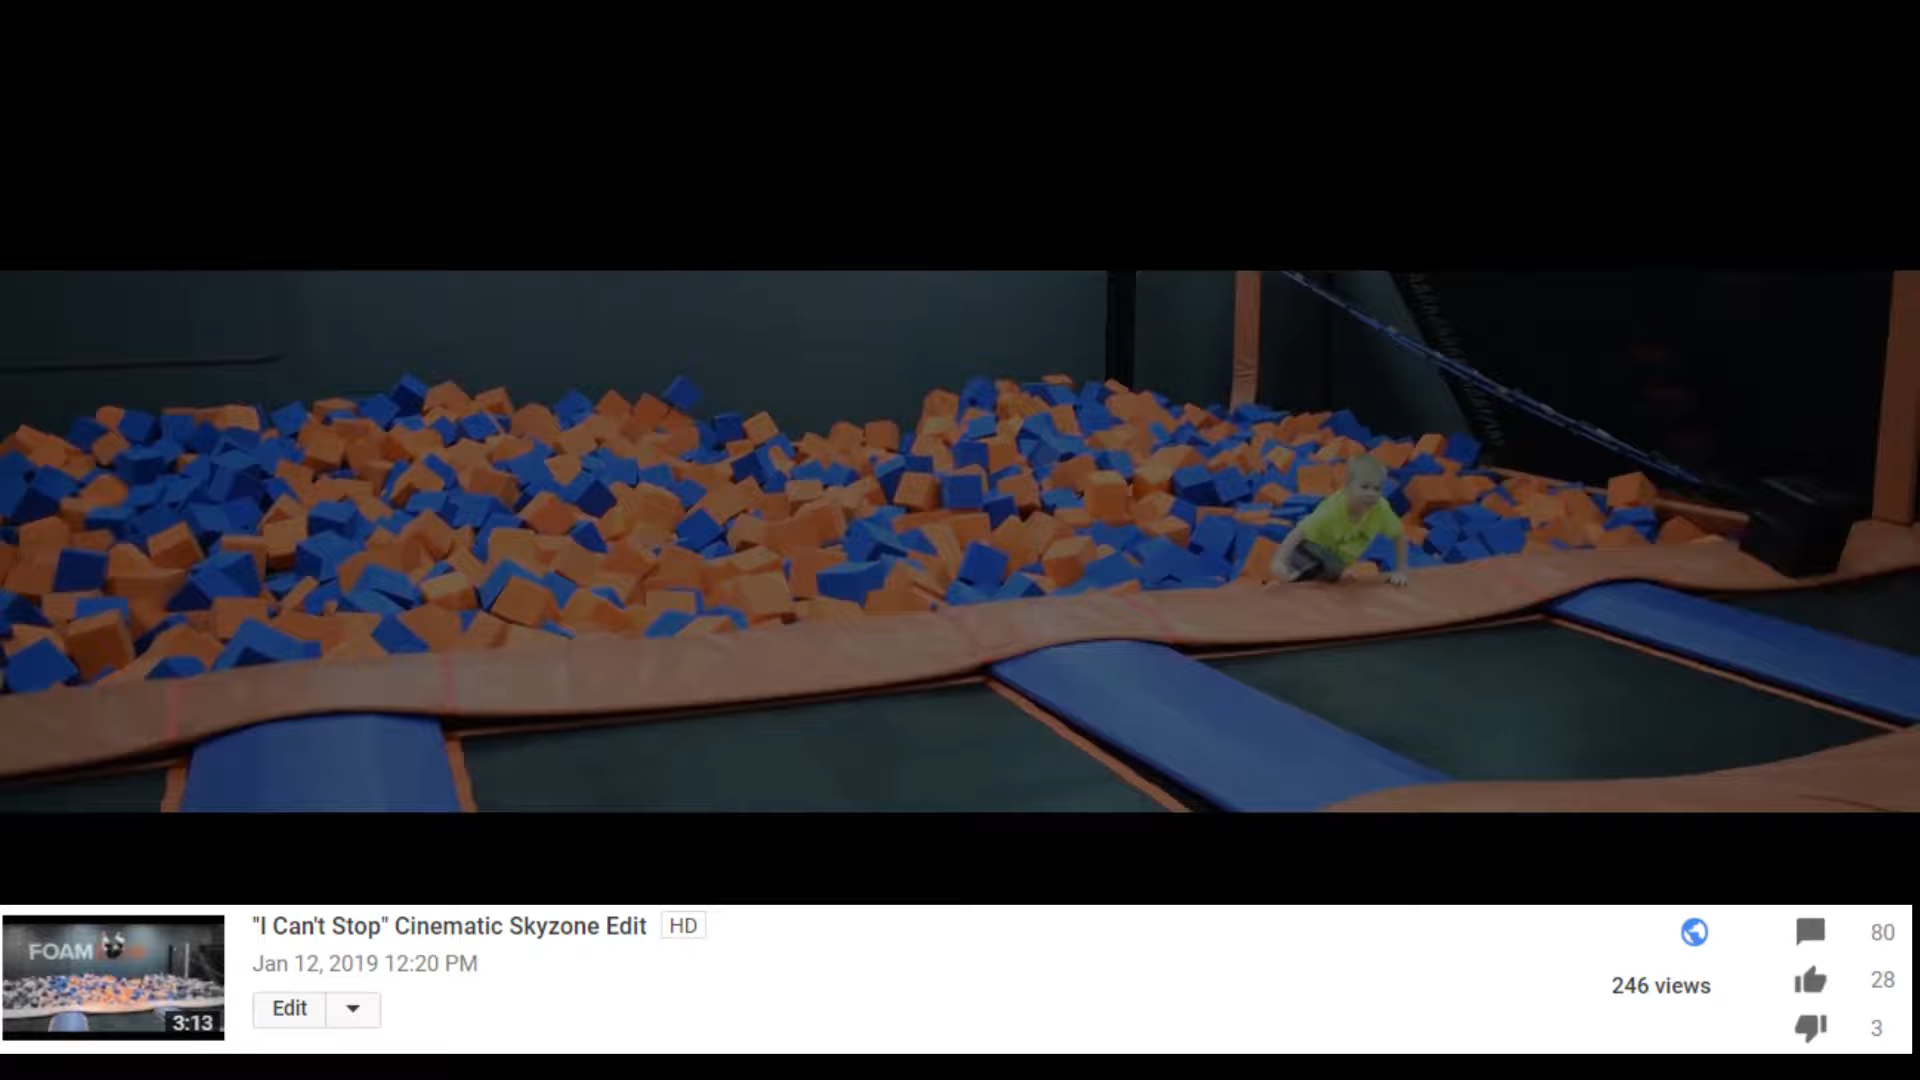 "I Can't Stop" Cinematic Skyzone Edit HD
Jan 12, 2019 12:20 PM
Edit
246 views
80
28
3
FOAM
3:13